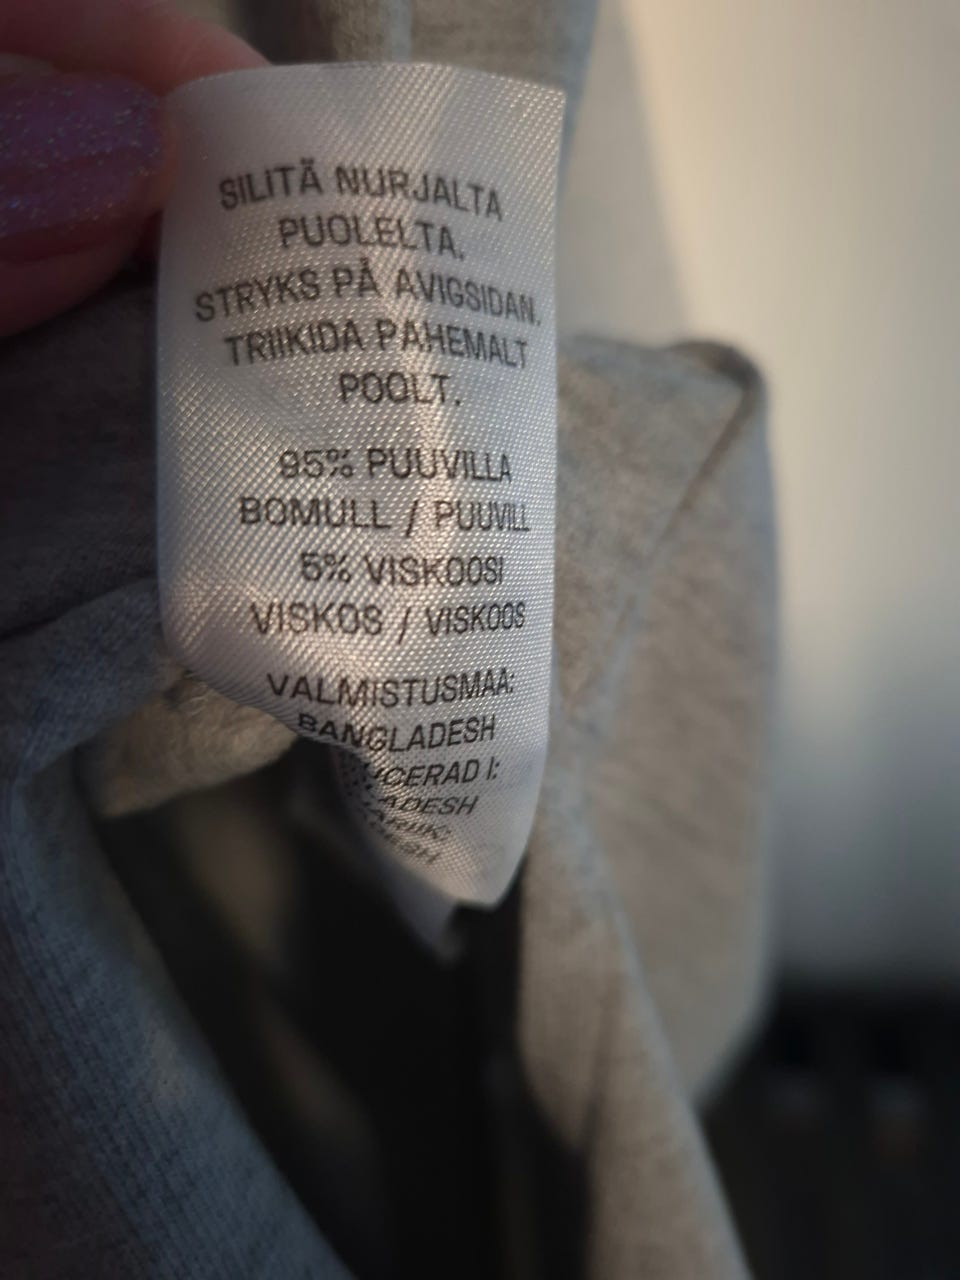 SILITÄ NURJALTA
PUOLELTA.
STRYKS PÅ AVIGSIDAN.
TRIIKIDA PAHEMALT
POOLT.
95% PUUVILLA
BOMULL / PUUVILL
5% VISKOOSI
VISKOS / VISKOOS
VALMISTUSMAA:
BANGLADESH
I: